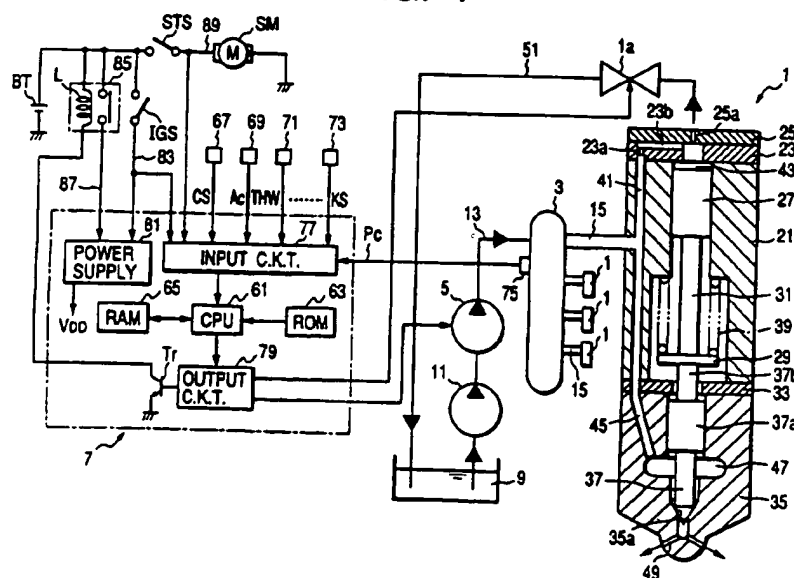 STS
89
SM
M
85
L
BT
IGS
83
87
67
69
71
73
CS
Ac
THW
KS
81
POWER
SUPPLY
77
INPUT C.K.T.
VDD
65
RAM
61
CPU
63
ROM
79
OUTPUT
C.K.T.
Tr
7
51
1a
1
23b
25a
25
23a
23
43
41
27
21
3
13
15
Pc
75
5
11
9
1
1
1
15
31
39
29
37b
33
37a
45
47
37
35
35a
49